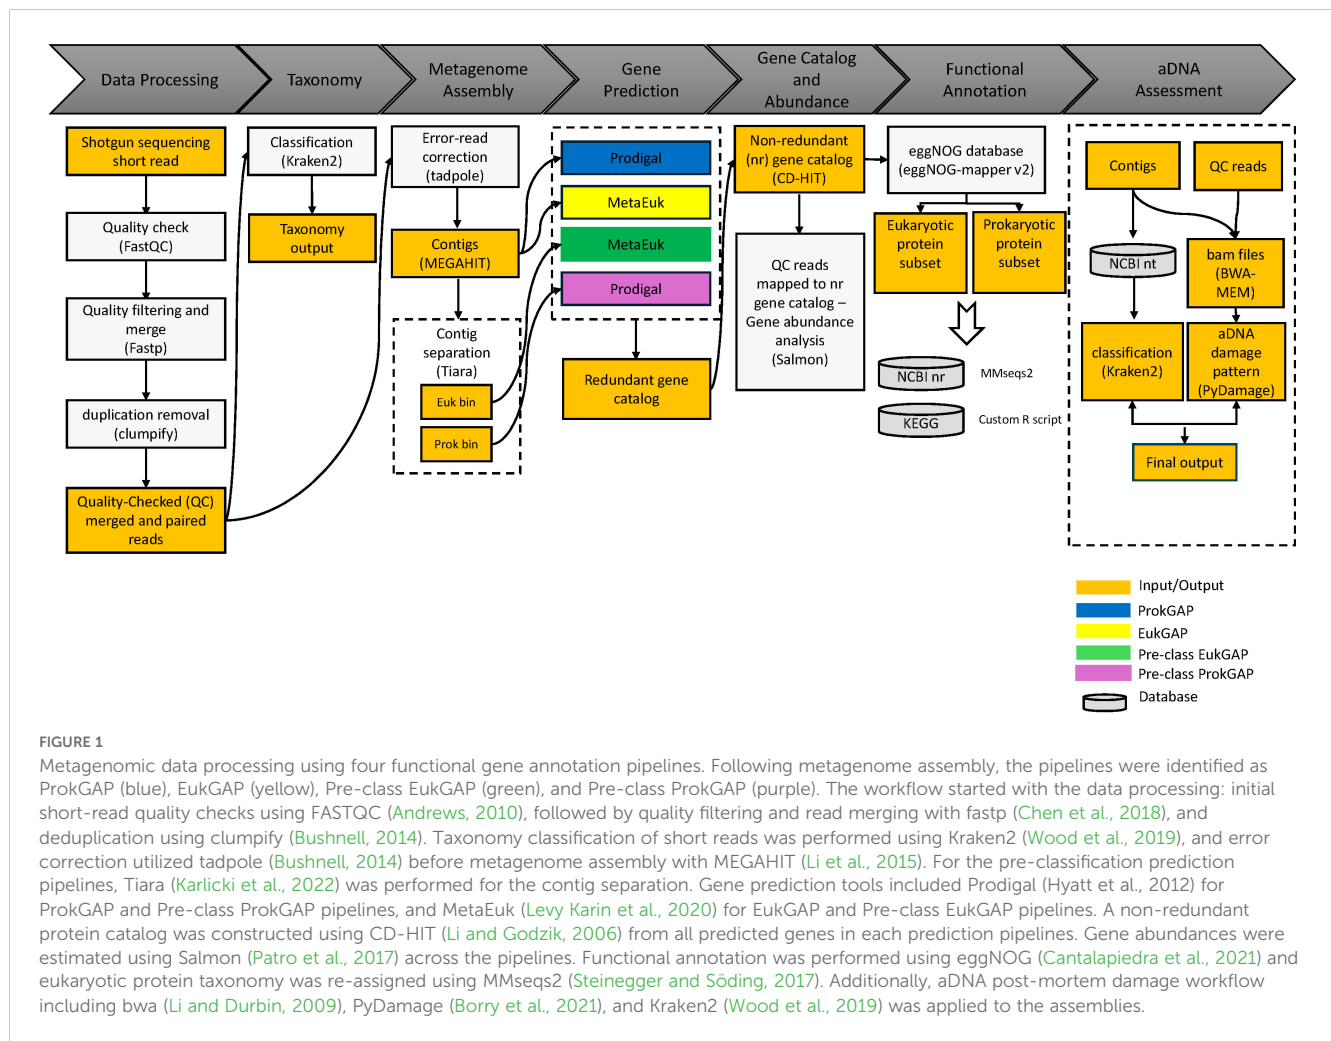 Data Processing
Taxonomy
Metagenome
Assembly
Gene
Prediction
Gene Catalog
and
Abundance
Functional
Annotation
aDNA
Assessment
Shotgun sequencing
short read
Quality check
(FastQC)
Quality filtering and
merge
(Fastp)
duplication removal
(clumpify)
Quality-Checked (QC)
merged and paired
reads
Classification
(Kraken2)
Taxonomy
output
Error-read
correction
(tadpole)
Contigs
(MEGAHIT)
Contig
separation
(Tiara)
Euk bin
Prok bin
Prodigal
MetaEuk
MetaEuk
Prodigal
Redundant gene
catalog
Non-redundant
(nr) gene catalog
(CD-HIT)
QC reads
mapped to nr
gene catalog –
Gene abundance
analysis
(Salmon)
eggNOG database
(eggNOG-mapper v2)
Eukaryotic
protein
subset
Prokaryotic
protein
subset
NCBI nr
MMseqs2
KEGG
Custom R script
Contigs
QC reads
NCBI nt
bam files
(BWA-
MEM)
classification
(Kraken2)
aDNA
damage
pattern
(PyDamage)
Final output
Input/Output
ProkGAP
EukGAP
Pre-class EukGAP
Pre-class ProkGAP
Database
FIGURE 1
Metagenomic data processing using four functional gene annotation pipelines. Following metagenome assembly, the pipelines were identified as
ProkGAP (blue), EukGAP (yellow), Pre-class EukGAP (green), and Pre-class ProkGAP (purple). The workflow started with the data processing: initial
short-read quality checks using FASTQC (Andrews, 2010), followed by quality filtering and read merging with fastp (Chen et al., 2018), and
deduplication using clumpify (Bushnell, 2014). Taxonomy classification of short reads was performed using Kraken2 (Wood et al., 2019), and error
correction utilized tadpole (Bushnell, 2014) before metagenome assembly with MEGAHIT (Li et al., 2015). For the pre-classification prediction
pipelines, Tiara (Karlicki et al., 2022) was performed for the contig separation. Gene prediction tools included Prodigal (Hyatt et al., 2012) for
ProkGAP and Pre-class ProkGAP pipelines, and MetaEuk (Levy Karin et al., 2020) for EukGAP and Pre-class EukGAP pipelines. A non-redundant
protein catalog was constructed using CD-HIT (Li and Godzik, 2006) from all predicted genes in each prediction pipelines. Gene abundances were
estimated using Salmon (Patro et al., 2017) across the pipelines. Functional annotation was performed using eggNOG (Cantalapiedra et al., 2021) and
eukaryotic protein taxonomy was re-assigned using MMseqs2 (Steinegger and Söding, 2017). Additionally, aDNA post-mortem damage workflow
including bwa (Li and Durbin, 2009), PyDamage (Borry et al., 2021), and Kraken2 (Wood et al., 2019) was applied to the assemblies.